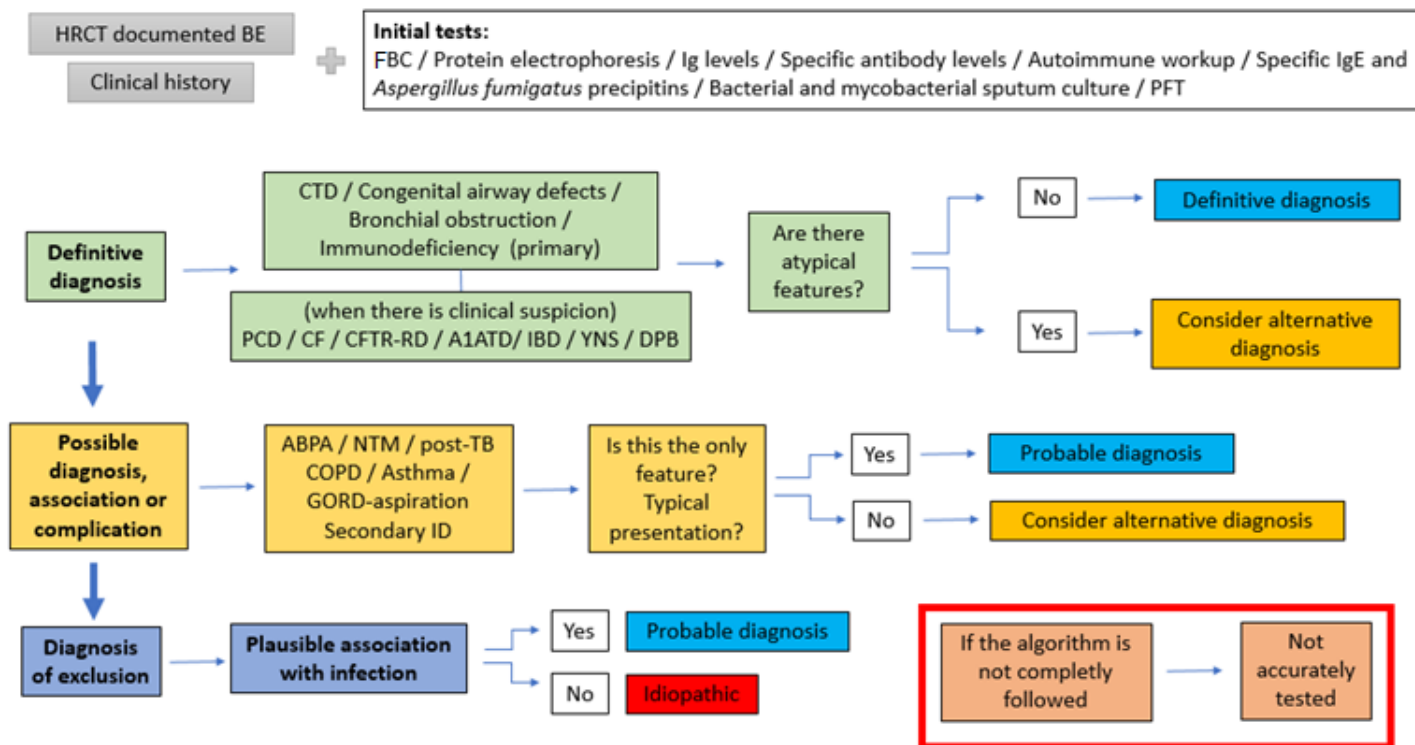 HRCT documented BE
Clinical history
Initial tests:
FBC / Protein electrophoresis / Ig levels / Specific antibody levels / Autoimmune workup / Specific IgE and
Aspergillus fumigatus precipitins / Bacterial and mycobacterial sputum culture / PFT
Definitive
diagnosis
CTD / Congenital airway defects /
Bronchial obstruction /
Immunodeficiency (primary)
(when there is clinical suspicion)
PCD / CF / CFTR-RD / A1ATD/ IBD / YNS / DPB
Are there
atypical
features?
No
Definitive diagnosis
Yes
Consider alternative
diagnosis
Possible
diagnosis,
association or
complication
ABPA / NTM / post-TB
COPD / Asthma /
GORD-aspiration
Secondary ID
Is this the only
feature?
Typical
presentation?
Yes
Probable diagnosis
No
Consider alternative diagnosis
Diagnosis
of exclusion
Plausible association
with infection
Yes
Probable diagnosis
No
Idiopathic
If the algorithm is
not completly
followed
Not
accurately
tested